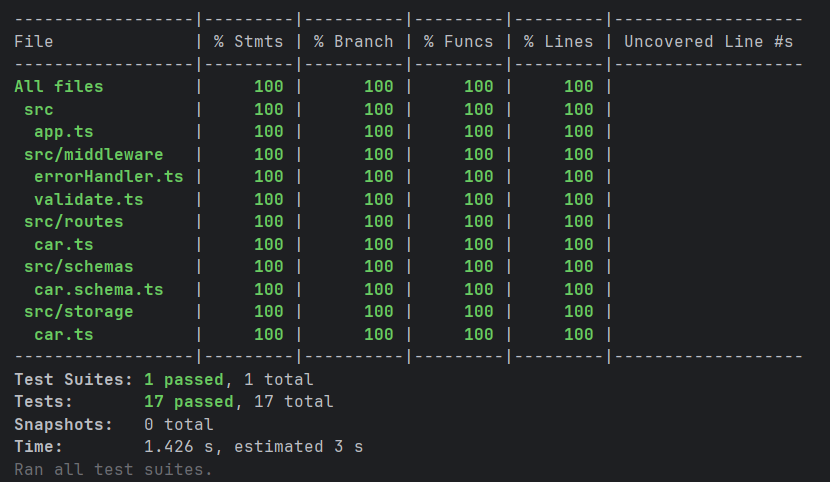 -------------------|---------|----------|---------|---------|-------------------
File               | % Stmts | % Branch | % Funcs | % Lines | Uncovered Line #s
-------------------|---------|----------|---------|---------|-------------------
All files          |     100 |      100 |     100 |     100 |
 src               |     100 |      100 |     100 |     100 |
  app.ts           |     100 |      100 |     100 |     100 |
 src/middleware    |     100 |      100 |     100 |     100 |
  errorHandler.ts  |     100 |      100 |     100 |     100 |
  validate.ts      |     100 |      100 |     100 |     100 |
 src/routes        |     100 |      100 |     100 |     100 |
  car.ts           |     100 |      100 |     100 |     100 |
 src/schemas       |     100 |      100 |     100 |     100 |
  car.schema.ts    |     100 |      100 |     100 |     100 |
 src/storage       |     100 |      100 |     100 |     100 |
  car.ts           |     100 |      100 |     100 |     100 |
-------------------|---------|----------|---------|---------|-------------------
Test Suites: 1 passed, 1 total
Tests:       17 passed, 17 total
Snapshots:   0 total
Time:        1.426 s, estimated 3 s
Ran all test suites.